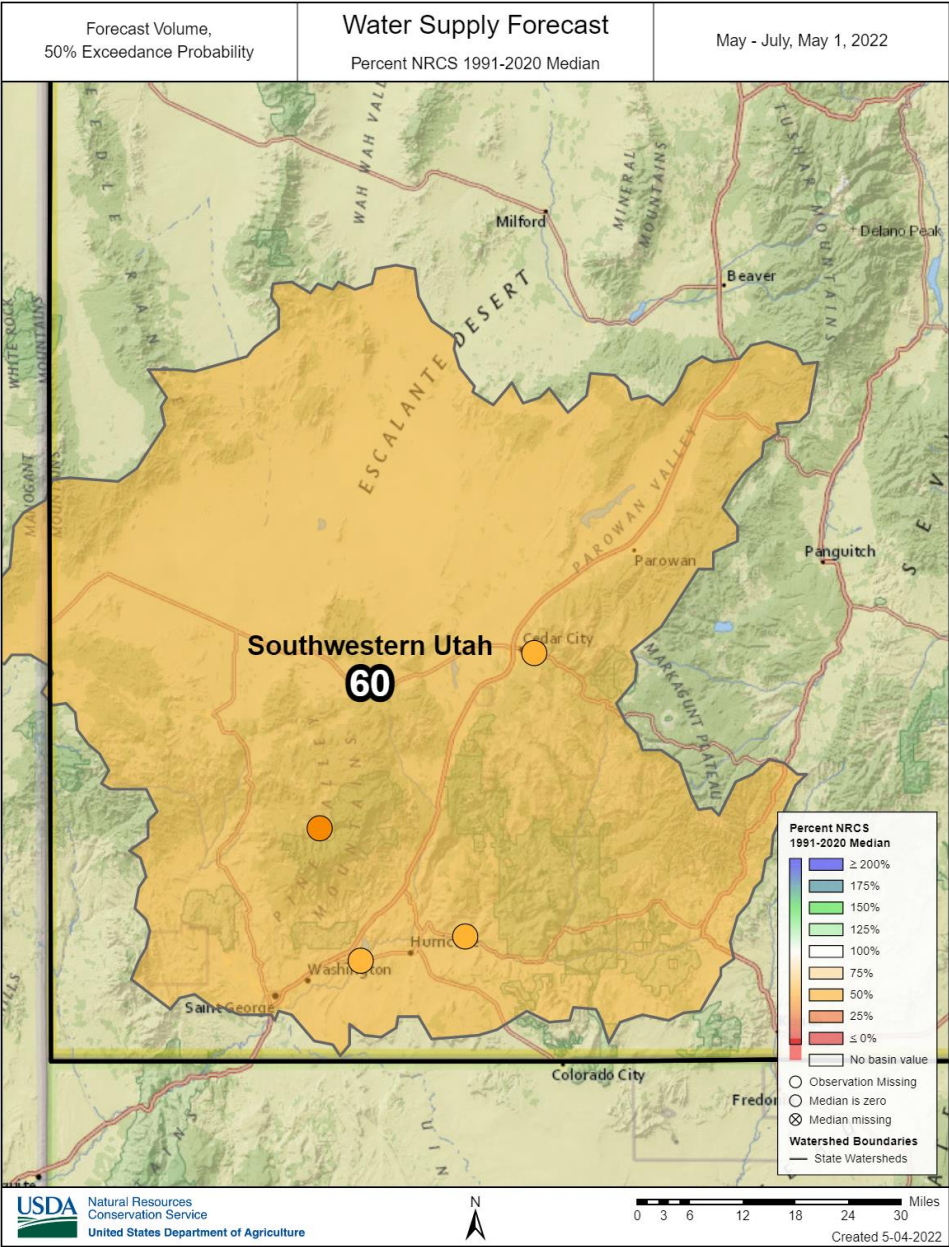 Forecast Volume,
50% Exceedance Probability
Water Supply Forecast
Percent NRCS 1991-2020 Median
May - July, May 1, 2022
WAH WAH VALL
MINERAL
MOUNTAINS
TUSHAR MOUNTAINS
Milford
Delano Peak
Beaver
WHITE ROCK
MOUNTAINS
ESCALANTE DESERT
MOUNTAINS
PAROWAN VALLEY
Parowan
Panguitch
SEV
Cedar City
Southwestern Utah
60
MARKAGUNT PLATEAU
PINE VALLEY
MOUNTAINS
Washington
Saint George
Colorado City
Percent NRCS
1991-2020 Median
≥ 200%
175%
150%
125%
100%
75%
50%
25%
≤ 0%
No basin value
Observation Missing
Median is zero
Median missing
Watershed Boundaries
State Watersheds
USDA
Natural Resources
Conservation Service
United States Department of Agriculture
N
Miles
0 3 6 12 18 24 30
Created 5-04-2022